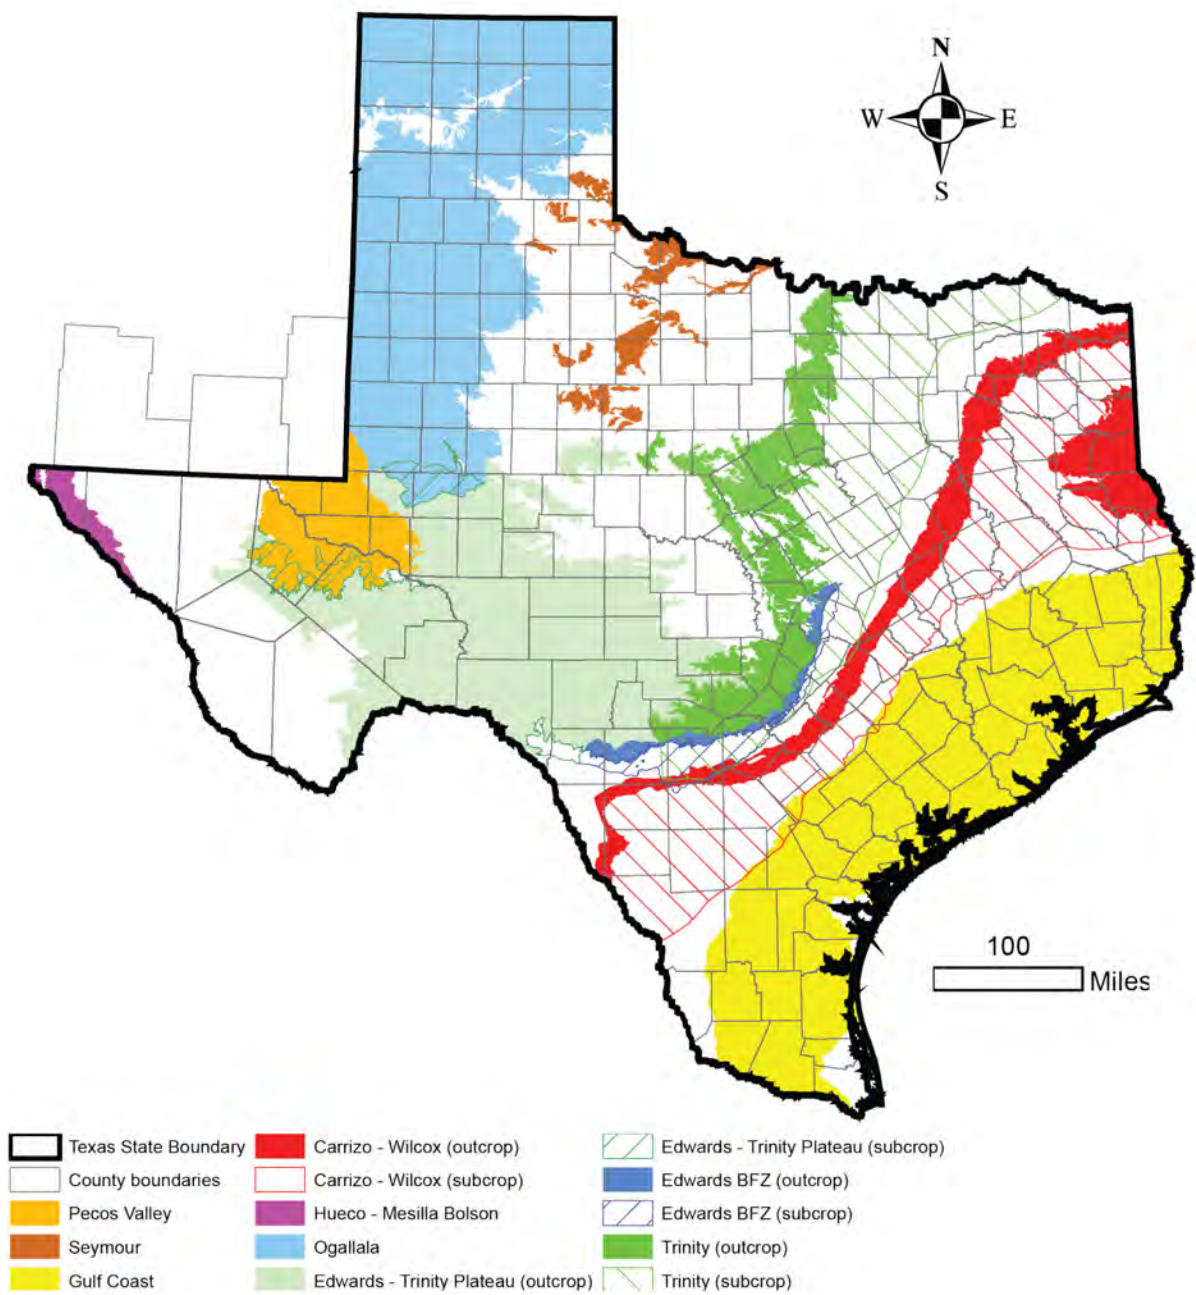 N
W E
S
100
Miles
Texas State Boundary
County boundaries
Pecos Valley
Seymour
Gulf Coast
Carrizo - Wilcox (outcrop)
Carrizo - Wilcox (subcrop)
Hueco - Mesilla Bolson
Ogallala
Edwards - Trinity Plateau (outcrop)
Edwards - Trinity Plateau (subcrop)
Edwards BFZ (outcrop)
Edwards BFZ (subcrop)
Trinity (outcrop)
Trinity (subcrop)